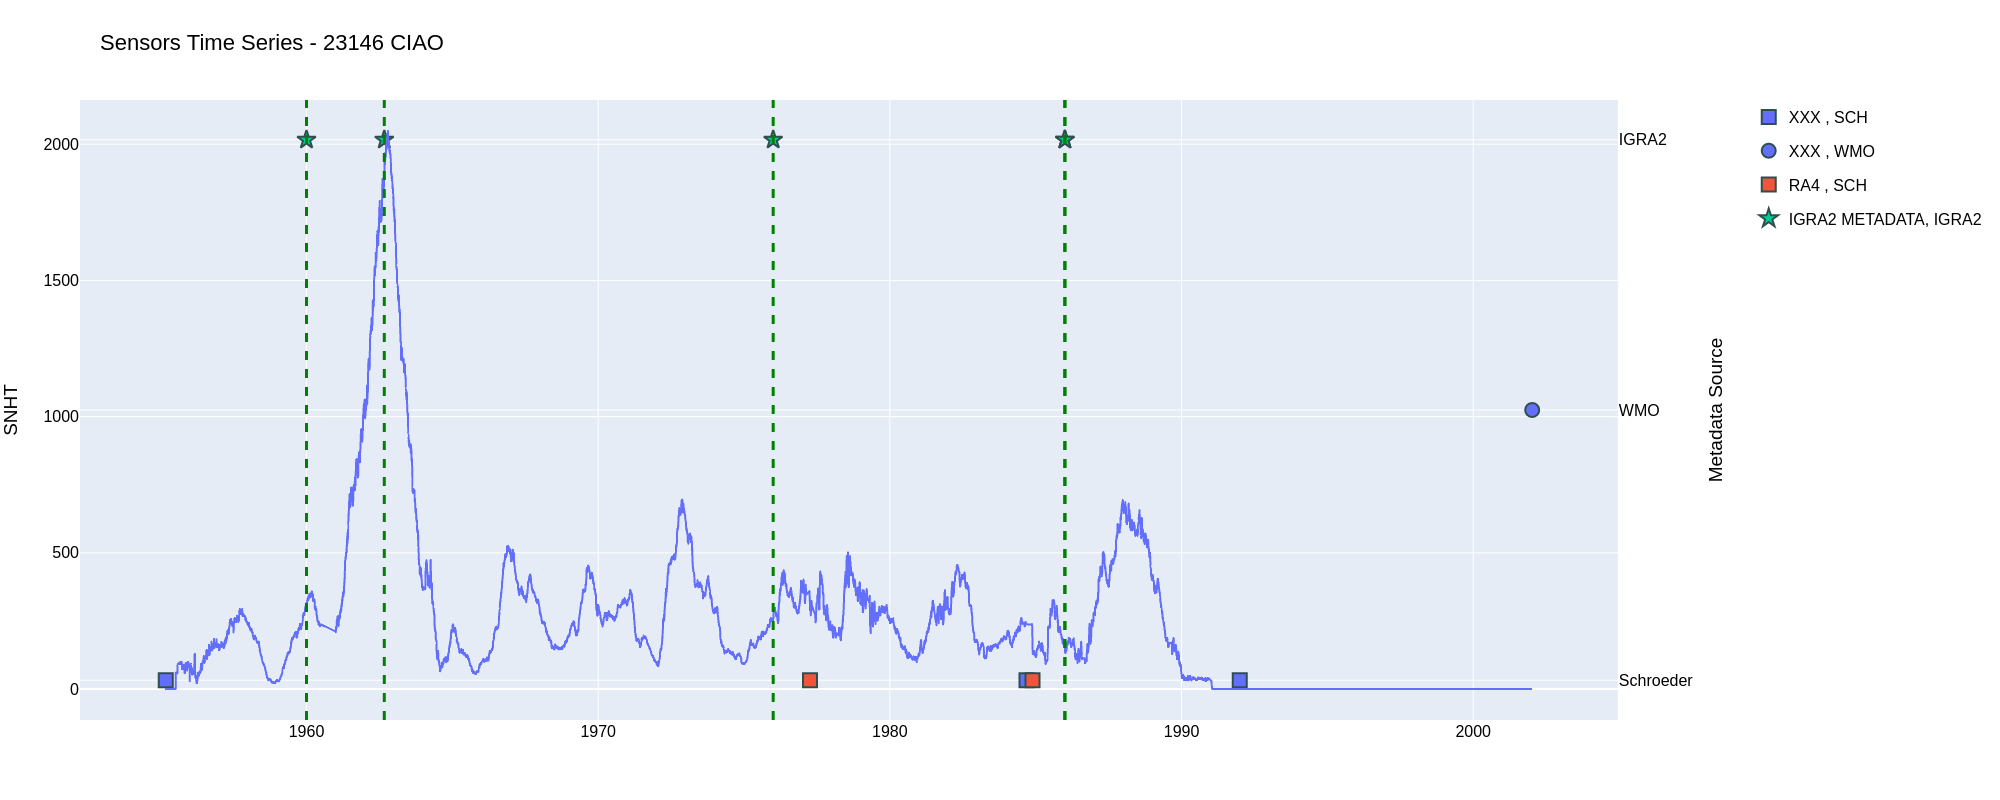 Sensors Time Series - 23146 CIAO
SNHT
2000
1500
1000
500
0
1960
1970
1980
1990
2000
IGRA2
WMO
Schroeder
Metadata Source
XXX , SCH
XXX , WMO
RA4 , SCH
IGRA2 METADATA, IGRA2